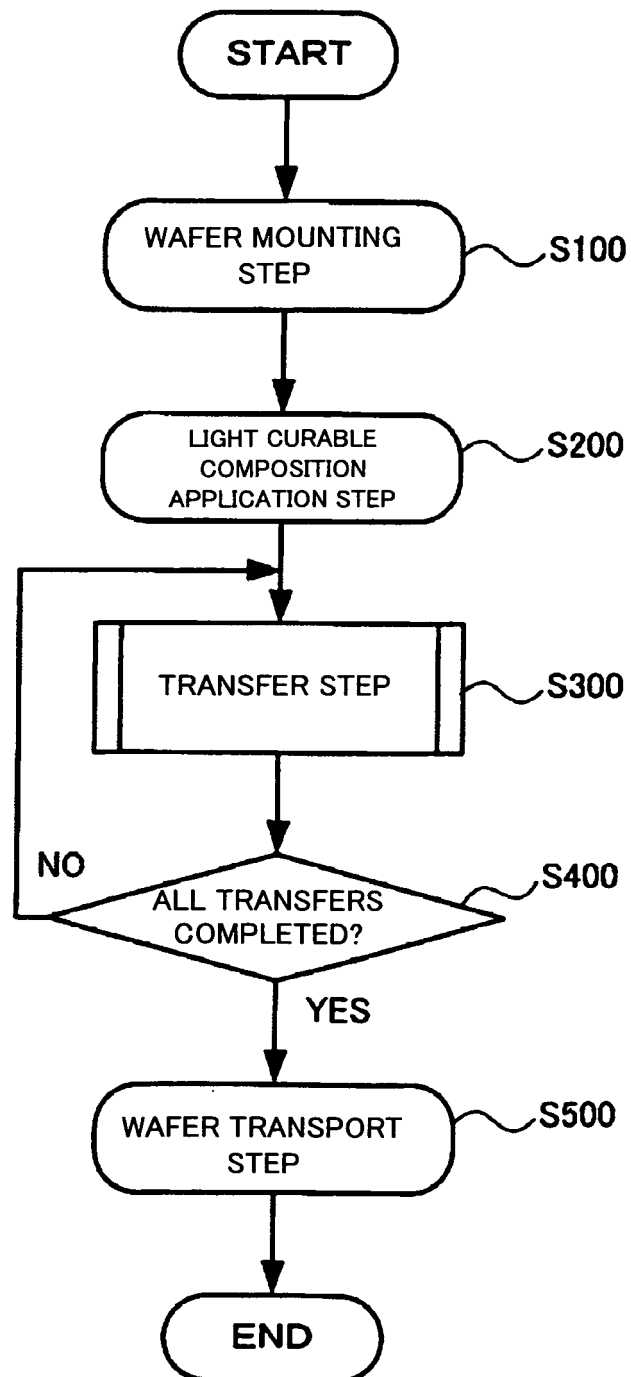 START
WAFER MOUNTING
STEP
S100
LIGHT CURABLE
COMPOSITION
APPLICATION STEP
S200
TRANSFER STEP
S300
NO
ALL TRANSFERS
COMPLETED?
S400
YES
WAFER TRANSPORT
STEP
S500
END